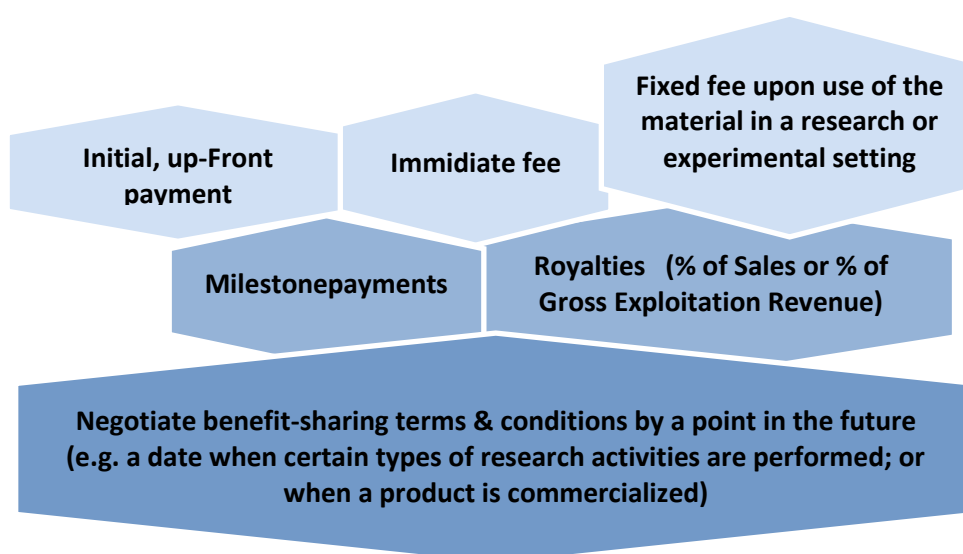 Initial, up-Front
payment
Immidiate fee
Fixed fee upon use of the
material in a research or
experimental setting
Milestonepayments
Royalties (% of Sales or % of
Gross Exploitation Revenue)
Negotiate benefit-sharing terms & conditions by a point in the future
(e.g. a date when certain types of research activities are performed; or
when a product is commercialized)